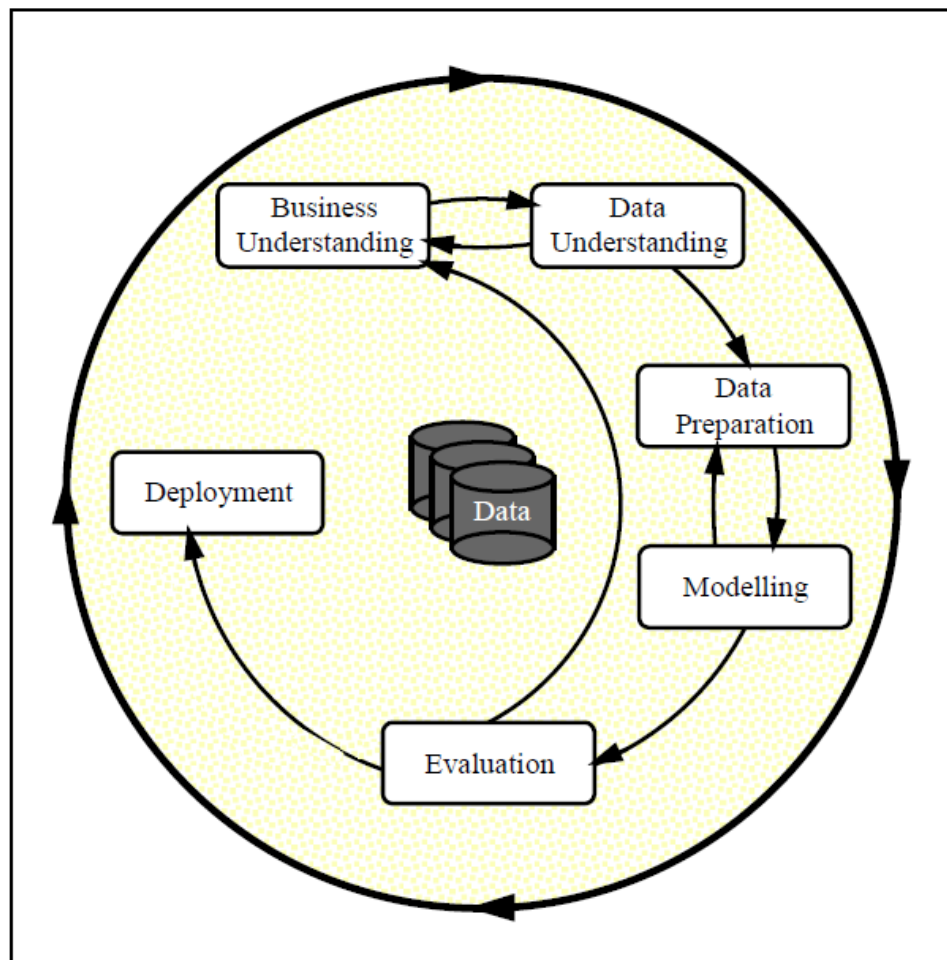 Business
Understanding
Data
Understanding
Data
Preparation
Deployment
Data
Modelling
Evaluation